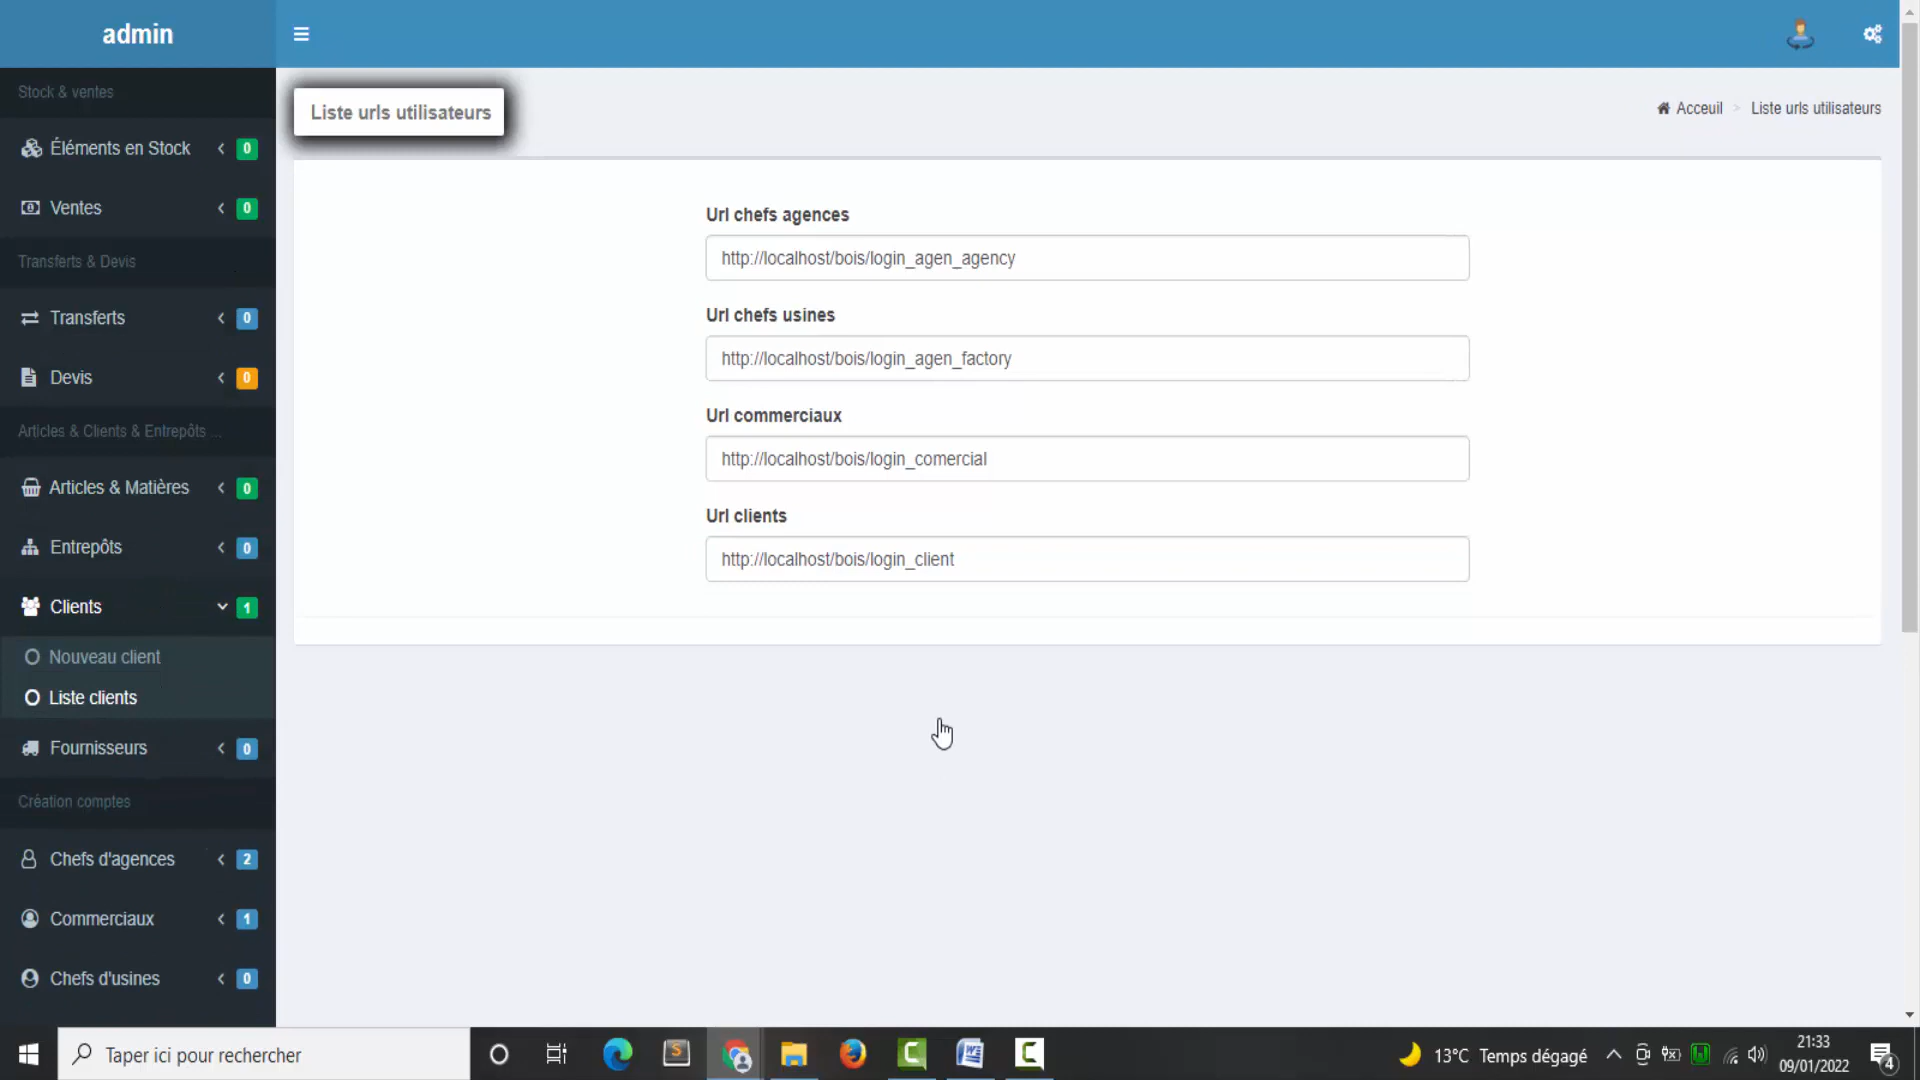 admin
Stock & ventes
Éléments en Stock 0
Ventes 0
Transferts & Devis
Transferts 0
Devis 0
Articles & Clients & Entrepôts ...
Articles & Matières 0
Entrepôts 0
Clients 1
Nouveau client
Liste clients
Fournisseurs 0
Création comptes
Chefs d'agences 2
Commerciaux 1
Chefs d'usines 0
Liste urls utilisateurs
Acceuil > Liste urls utilisateurs
Url chefs agences
http://localhost/bois/login_agen_agency
Url chefs usines
http://localhost/bois/login_agen_factory
Url commerciaux
http://localhost/bois/login_comercial
Url clients
http://localhost/bois/login_client
Taper ici pour rechercher
13°C Temps dégagé
21:33
09/01/2022
4